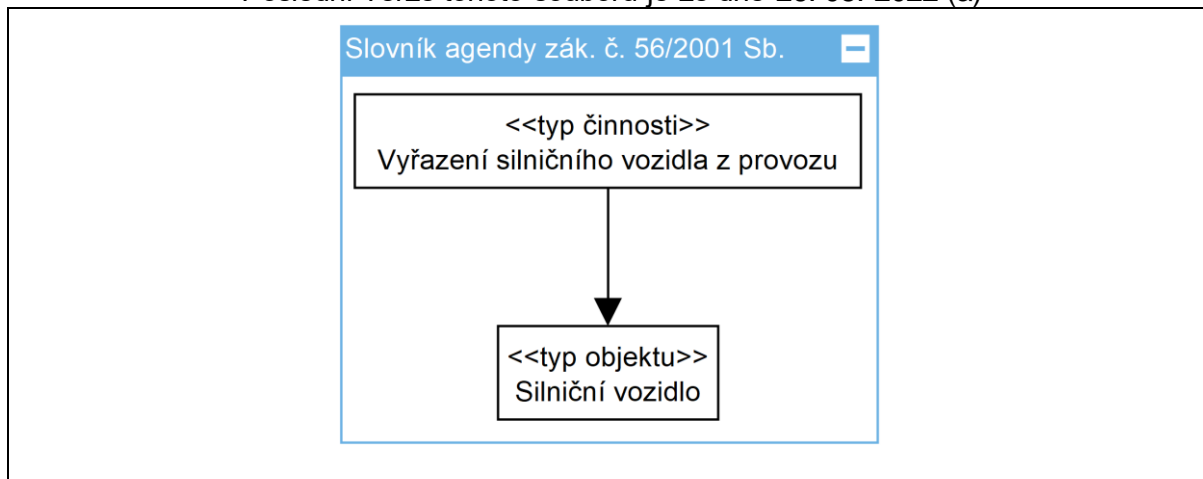 Slovník agendy zák. č. 56/2001 Sb.
<<typ činnosti>>
Vyřazení silničního vozidla z provozu
<<typ objektu>>
Silniční vozidlo